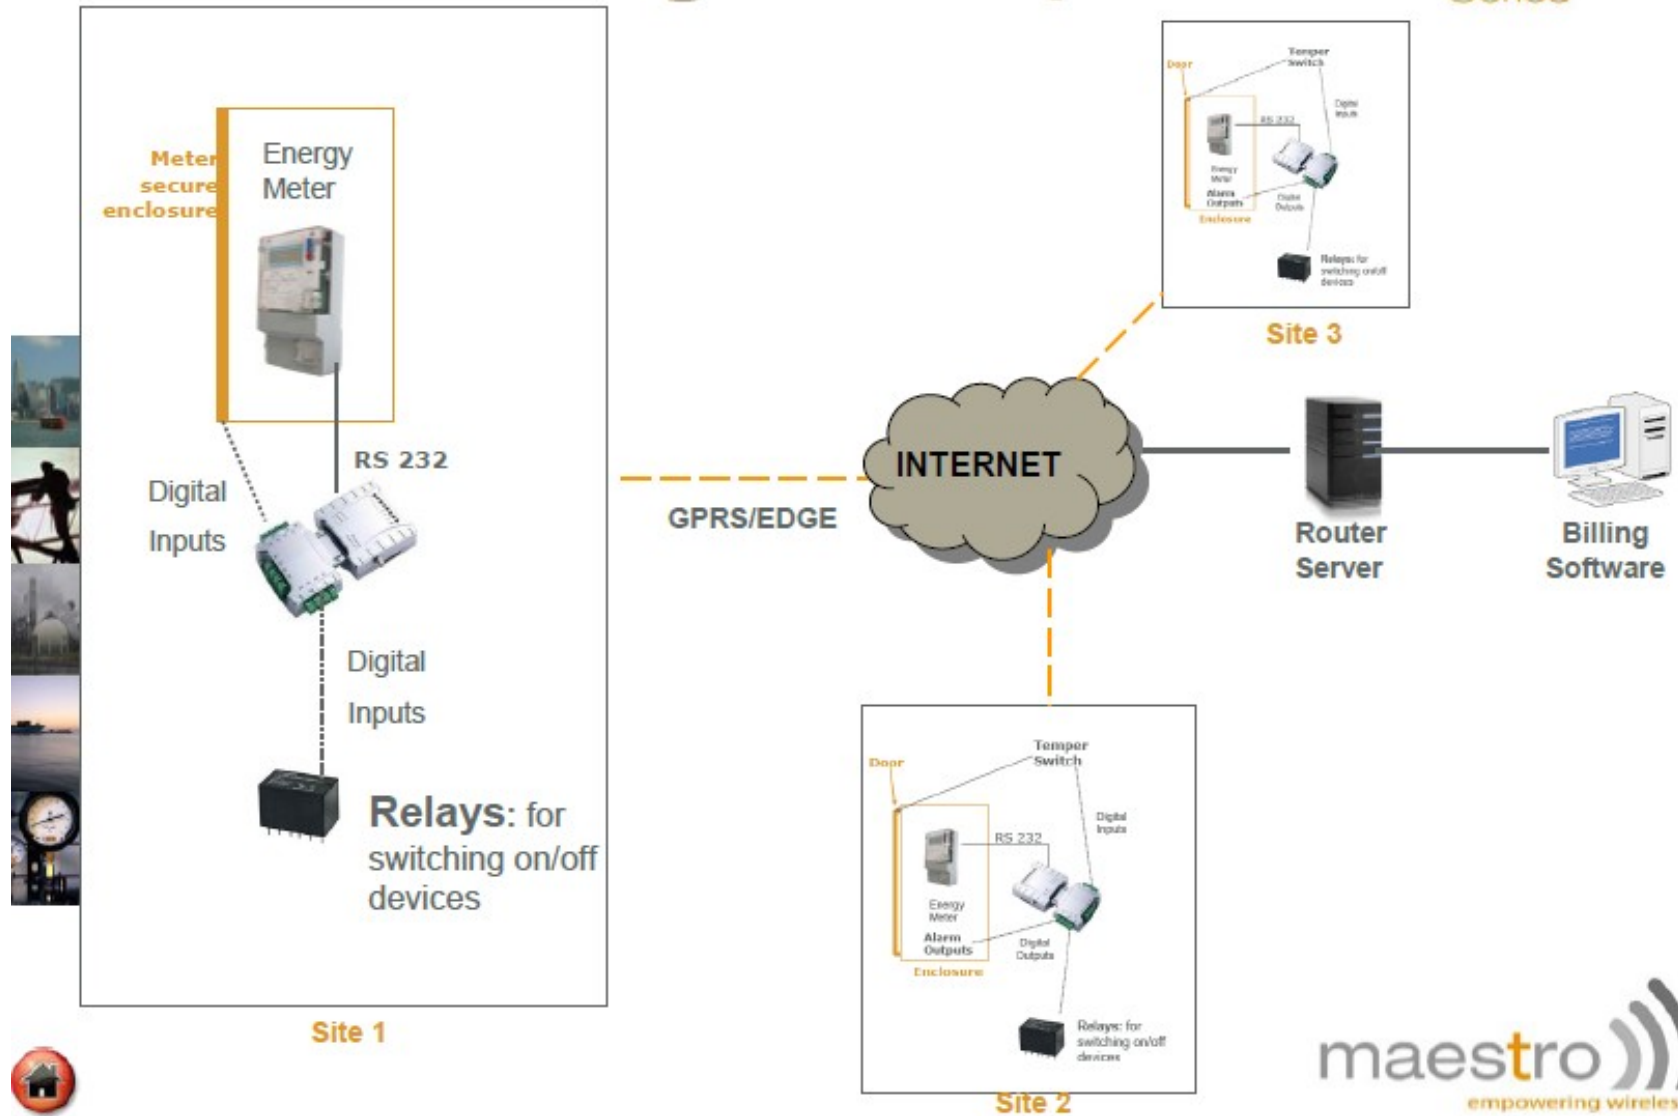 Meter
secure
enclosure
Energy
Meter
RS 232
Digital
Inputs
Digital
Inputs
Relays: for
switching on/off
devices
Site 1
GPRS/EDGE
INTERNET
Router
Server
Billing
Software
Temper
Switch
Door
Digital
Inputs
RS 232
Energy
Meter
Alarm
Outputs
Digital
Outputs
Enclosure
Relays: for
switching on/off
devices
Site 3
Temper
Switch
Door
Digital
Inputs
RS 232
Energy
Meter
Alarm
Outputs
Digital
Outputs
Enclosure
Relays: for
switching on/off
devices
Site 2
maestro
empowering wireles